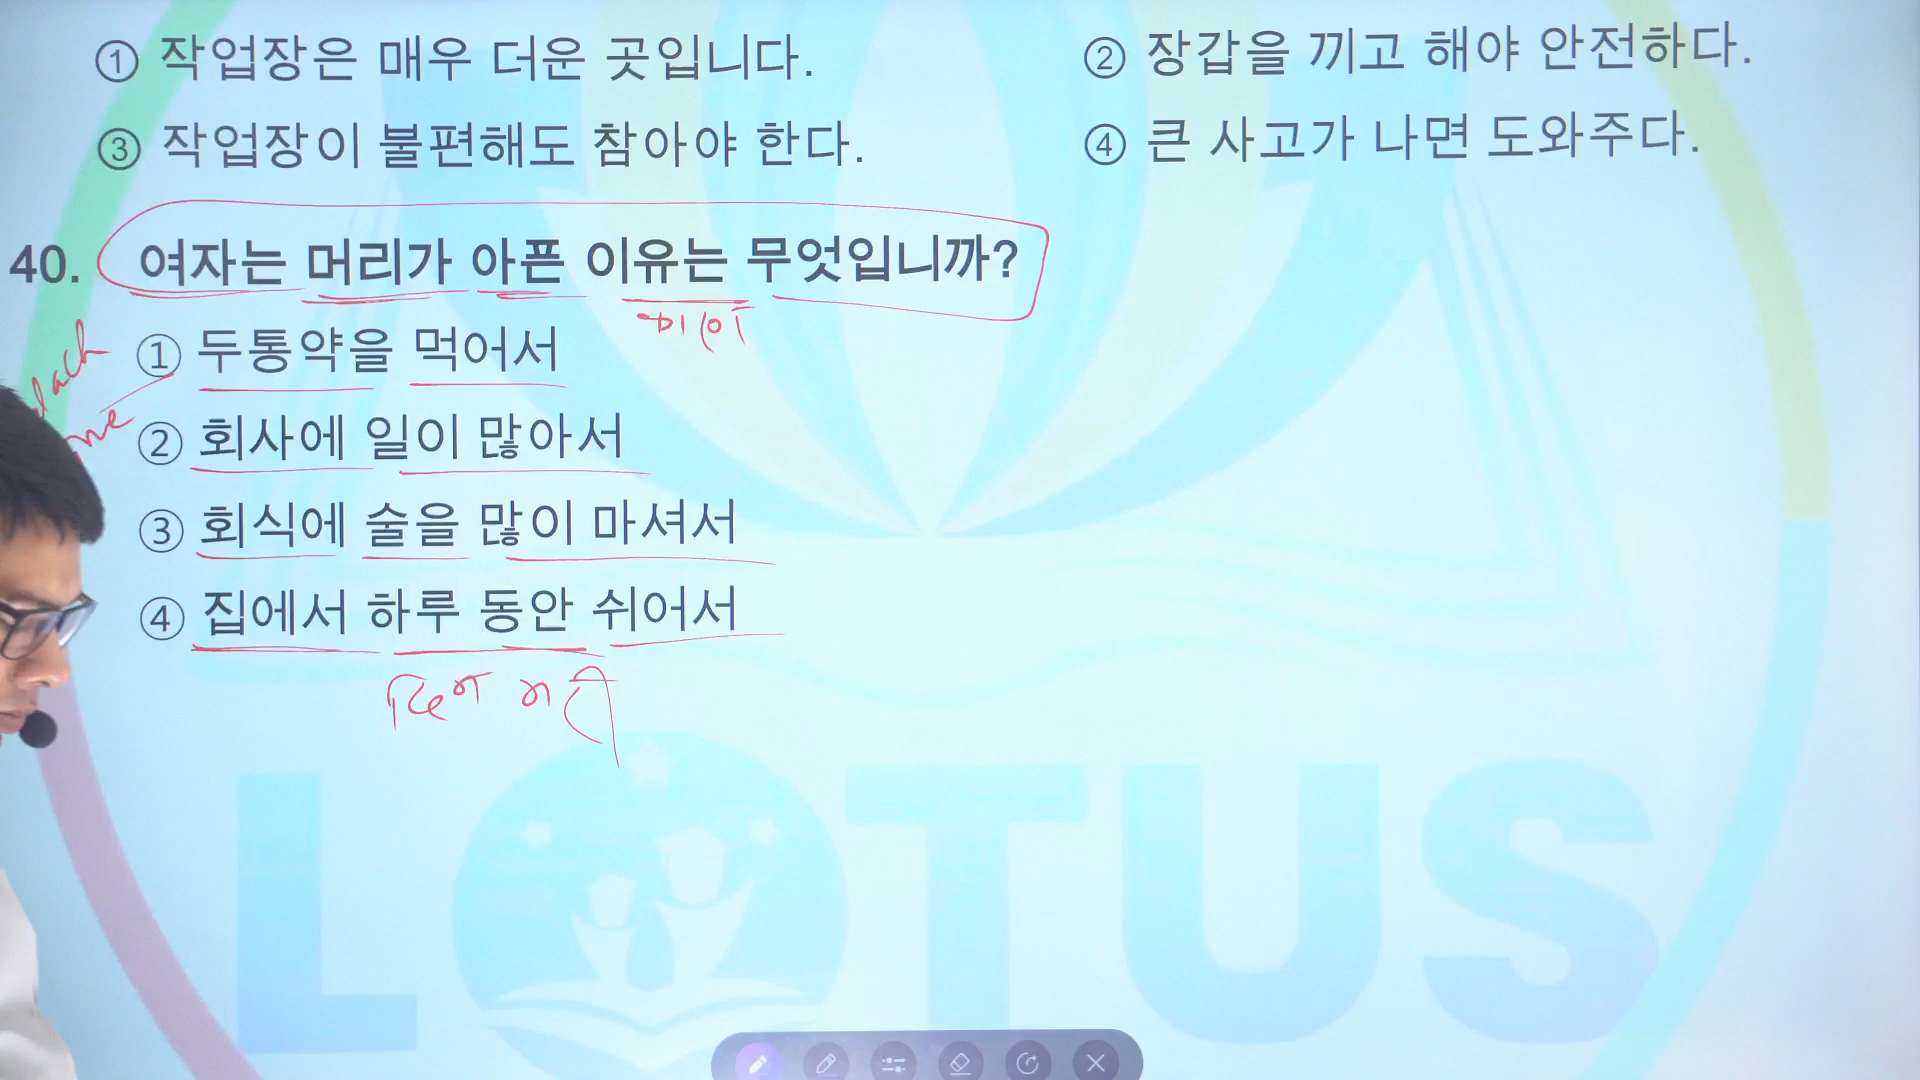 ① 작업장은 매우 더운 곳입니다.
② 장갑을 끼고 해야 안전하다.
③ 작업장이 불편해도 참아야 한다.
④ 큰 사고가 나면 도와주다.
40. 여자는 머리가 아픈 이유는 무엇입니까?
① 두통약을 먹어서
② 회사에 일이 많아서
③ 회식에 술을 많이 마셔서
④ 집에서 하루 동안 쉬어서
LOTUS